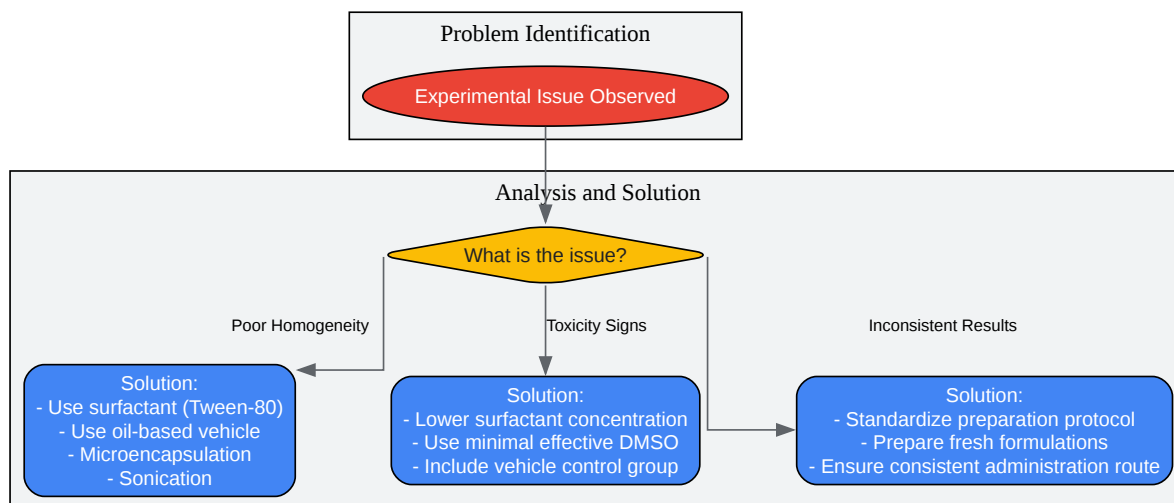 Problem Identification
Experimental Issue Observed
Analysis and Solution
What is the issue?
Poor Homogeneity
Toxicity Signs
Inconsistent Results
Solution:
- Use surfactant (Tween-80)
- Use oil-based vehicle
- Microencapsulation
- Sonication
Solution:
- Lower surfactant concentration
- Use minimal effective DMSO
- Include vehicle control group
Solution:
- Standardize preparation protocol
- Prepare fresh formulations
- Ensure consistent administration route